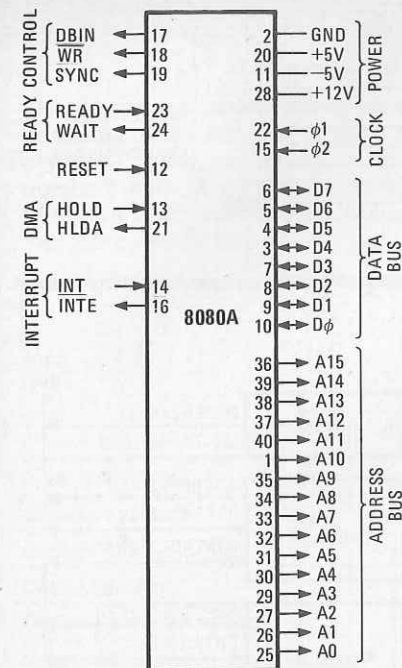 CONTROL
DBIN 17
WR 18
SYNC 19
READY
READY 23
WAIT 24
RESET 12
DMA
HOLD 13
HLDA 21
INTERRUPT
INT 14
INTE 16
8080A
2 GND
20 +5V
11 −5V
28 +12V
POWER
22 ϕ1
15 ϕ2
CLOCK
6 D7
5 D6
4 D5
3 D4
7 D3
8 D2
9 D1
10 Dϕ
DATA
BUS
36 A15
39 A14
38 A13
37 A12
40 A11
1 A10
35 A9
34 A8
33 A7
32 A6
31 A5
30 A4
29 A3
27 A2
26 A1
25 A0
ADDRESS
BUS